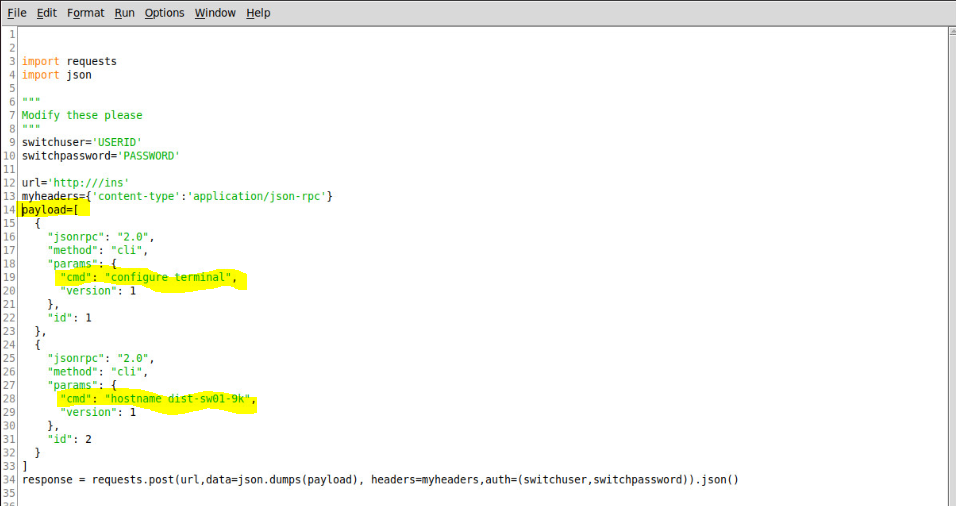 File Edit Format Run Options Window Help
1
2
3 import requests
4 import json
5
6 """
7 Modify these please
8 """
9 switchuser='USERID'
10 switchpassword='PASSWORD'
11
12 url='http:///ins'
13 myheaders={'content-type':'application/json-rpc'}
14 payload=[
15   {
16     "jsonrpc": "2.0",
17     "method": "cli",
18     "params": {
19       "cmd": "configure terminal",
20       "version": 1
21     },
22     "id": 1
23   },
24   {
25     "jsonrpc": "2.0",
26     "method": "cli",
27     "params": {
28       "cmd": "hostname dist-sw01-9k",
29       "version": 1
30     },
31     "id": 2
32   }
33 ]
34 response = requests.post(url,data=json.dumps(payload), headers=myheaders,auth=(switchuser,switchpassword)).json()
35
36